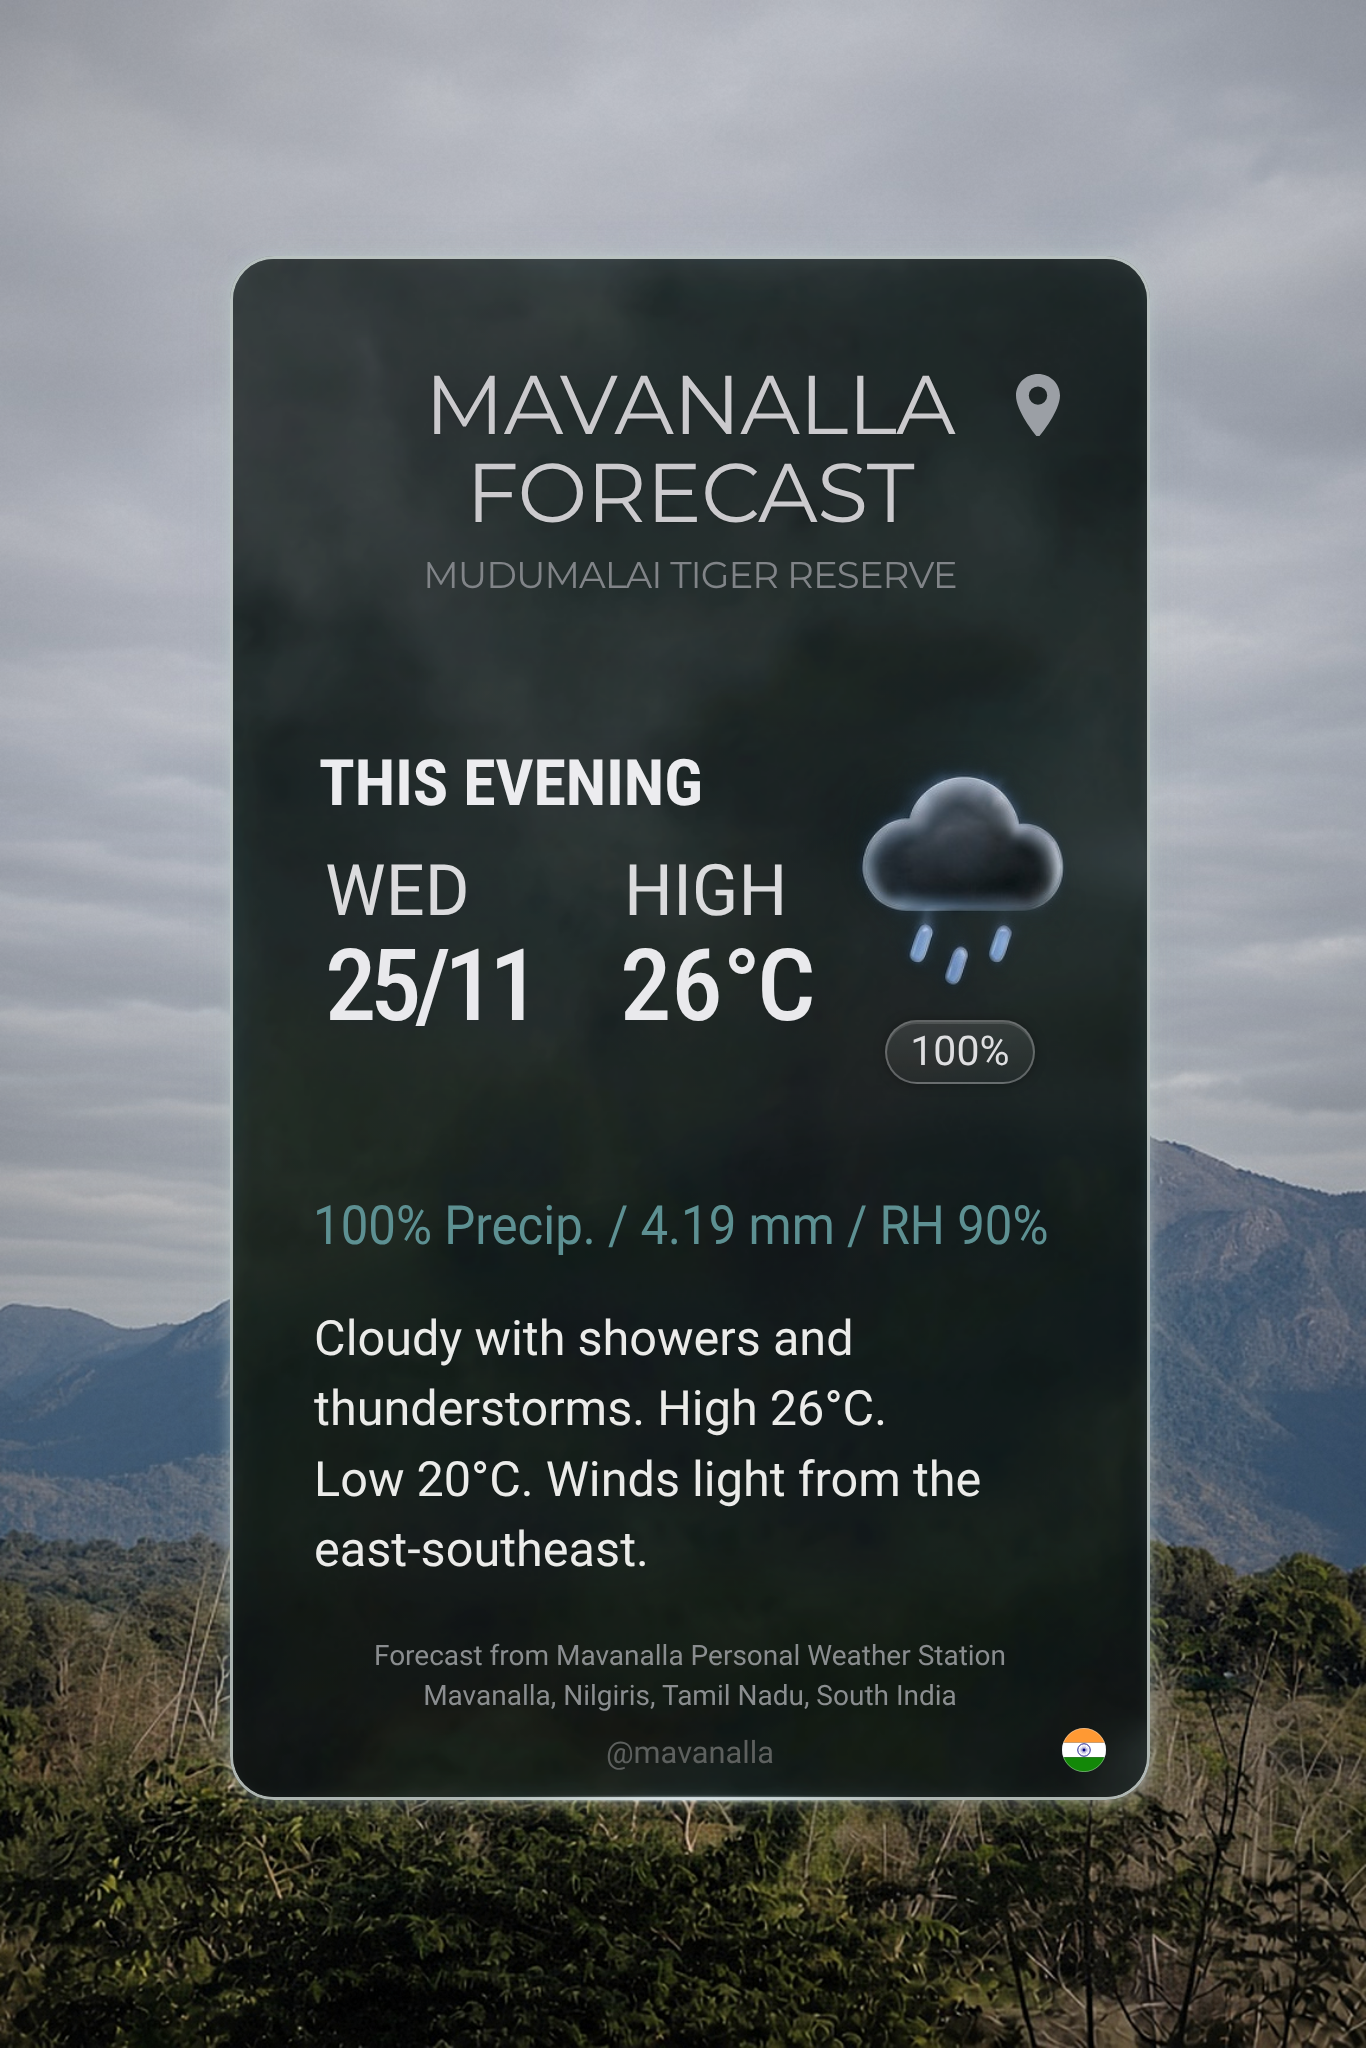 MAVANALLA
FORECAST
MUDUMALAI TIGER RESERVE
THIS EVENING
WED
25/11
HIGH
26°C
100%
100% Precip. / 4.19 mm / RH 90%
Cloudy with showers and
thunderstorms. High 26°C.
Low 20°C. Winds light from the
east-southeast.
Forecast from Mavanalla Personal Weather Station
Mavanalla, Nilgiris, Tamil Nadu, South India
@mavanalla